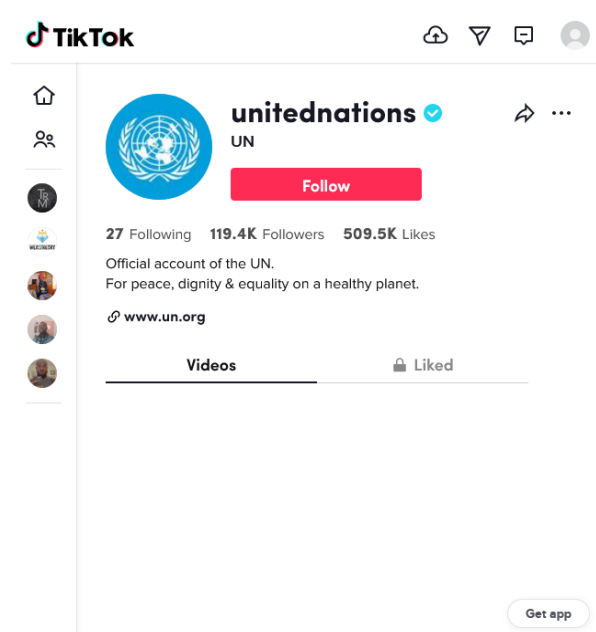 TikTok
unitednations
UN
Follow
27 Following 119.4K Followers 509.5K Likes
Official account of the UN.
For peace, dignity & equality on a healthy planet.
www.un.org
Videos Liked
Get app